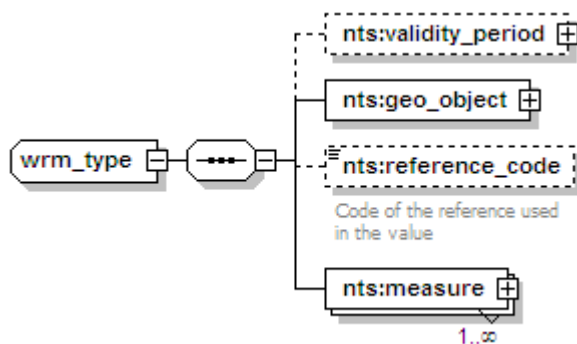 nts:validity_period
nts:geo_object
wrm_type
nts:reference_code
Code of the reference used
in the value
nts:measure
1..∞